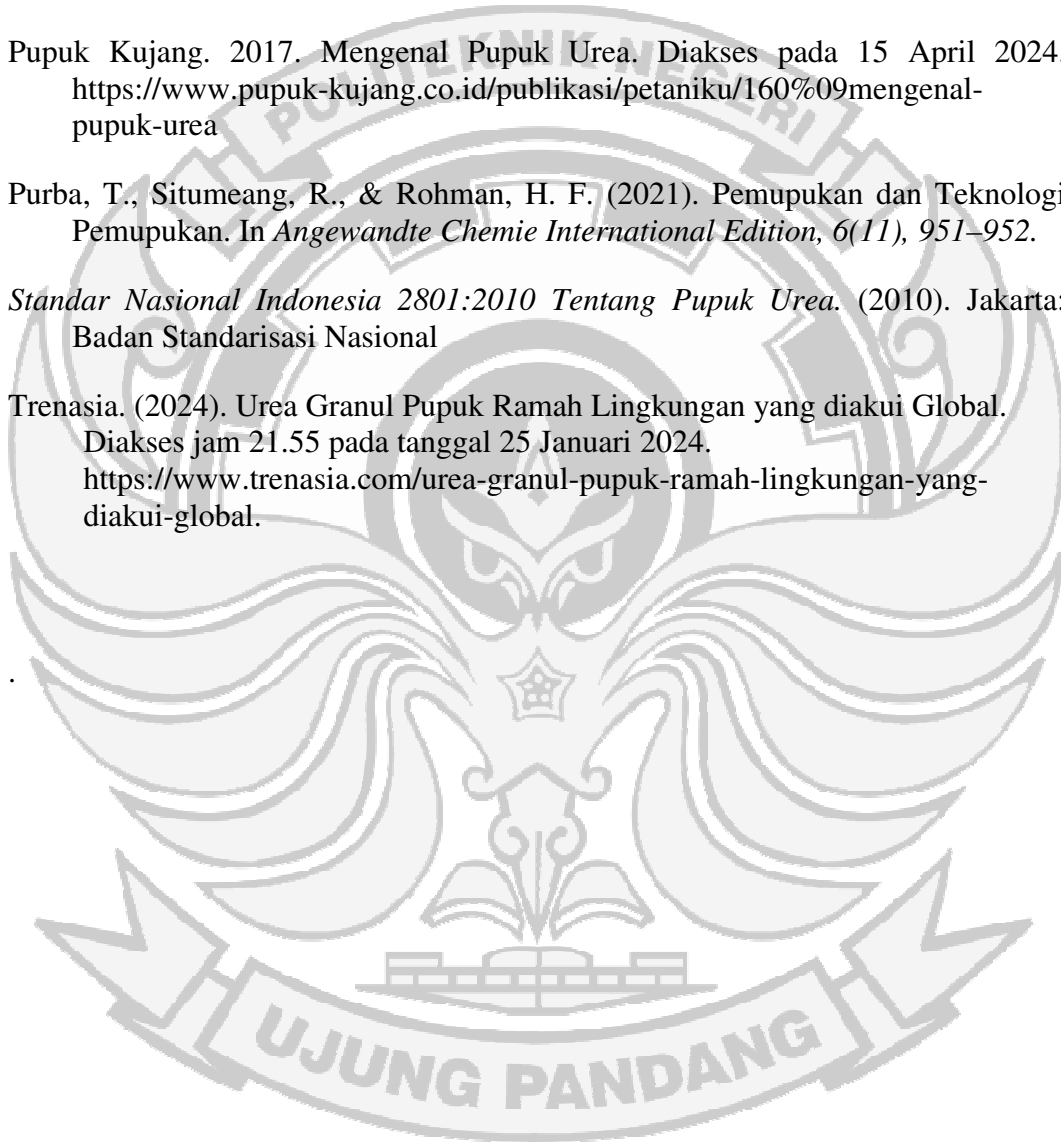 POLITEKNIK NEGERI
Pupuk Kujang. 2017. Mengenal Pupuk Urea. Diakses pada 15 April 2024.
https://www.pupuk-kujang.co.id/publikasi/petaniku/160%09mengenal-
pupuk-urea
Purba, T., Situmeang, R., & Rohman, H. F. (2021). Pemupukan dan Teknologi
Pemupukan. In Angewandte Chemie International Edition, 6(11), 951–952.
Standar Nasional Indonesia 2801:2010 Tentang Pupuk Urea. (2010). Jakarta:
Badan Standarisasi Nasional
Trenasia. (2024). Urea Granul Pupuk Ramah Lingkungan yang diakui Global.
Diakses jam 21.55 pada tanggal 25 Januari 2024.
https://www.trenasia.com/urea-granul-pupuk-ramah-lingkungan-yang-
diakui-global.
.
UJUNG PANDANG